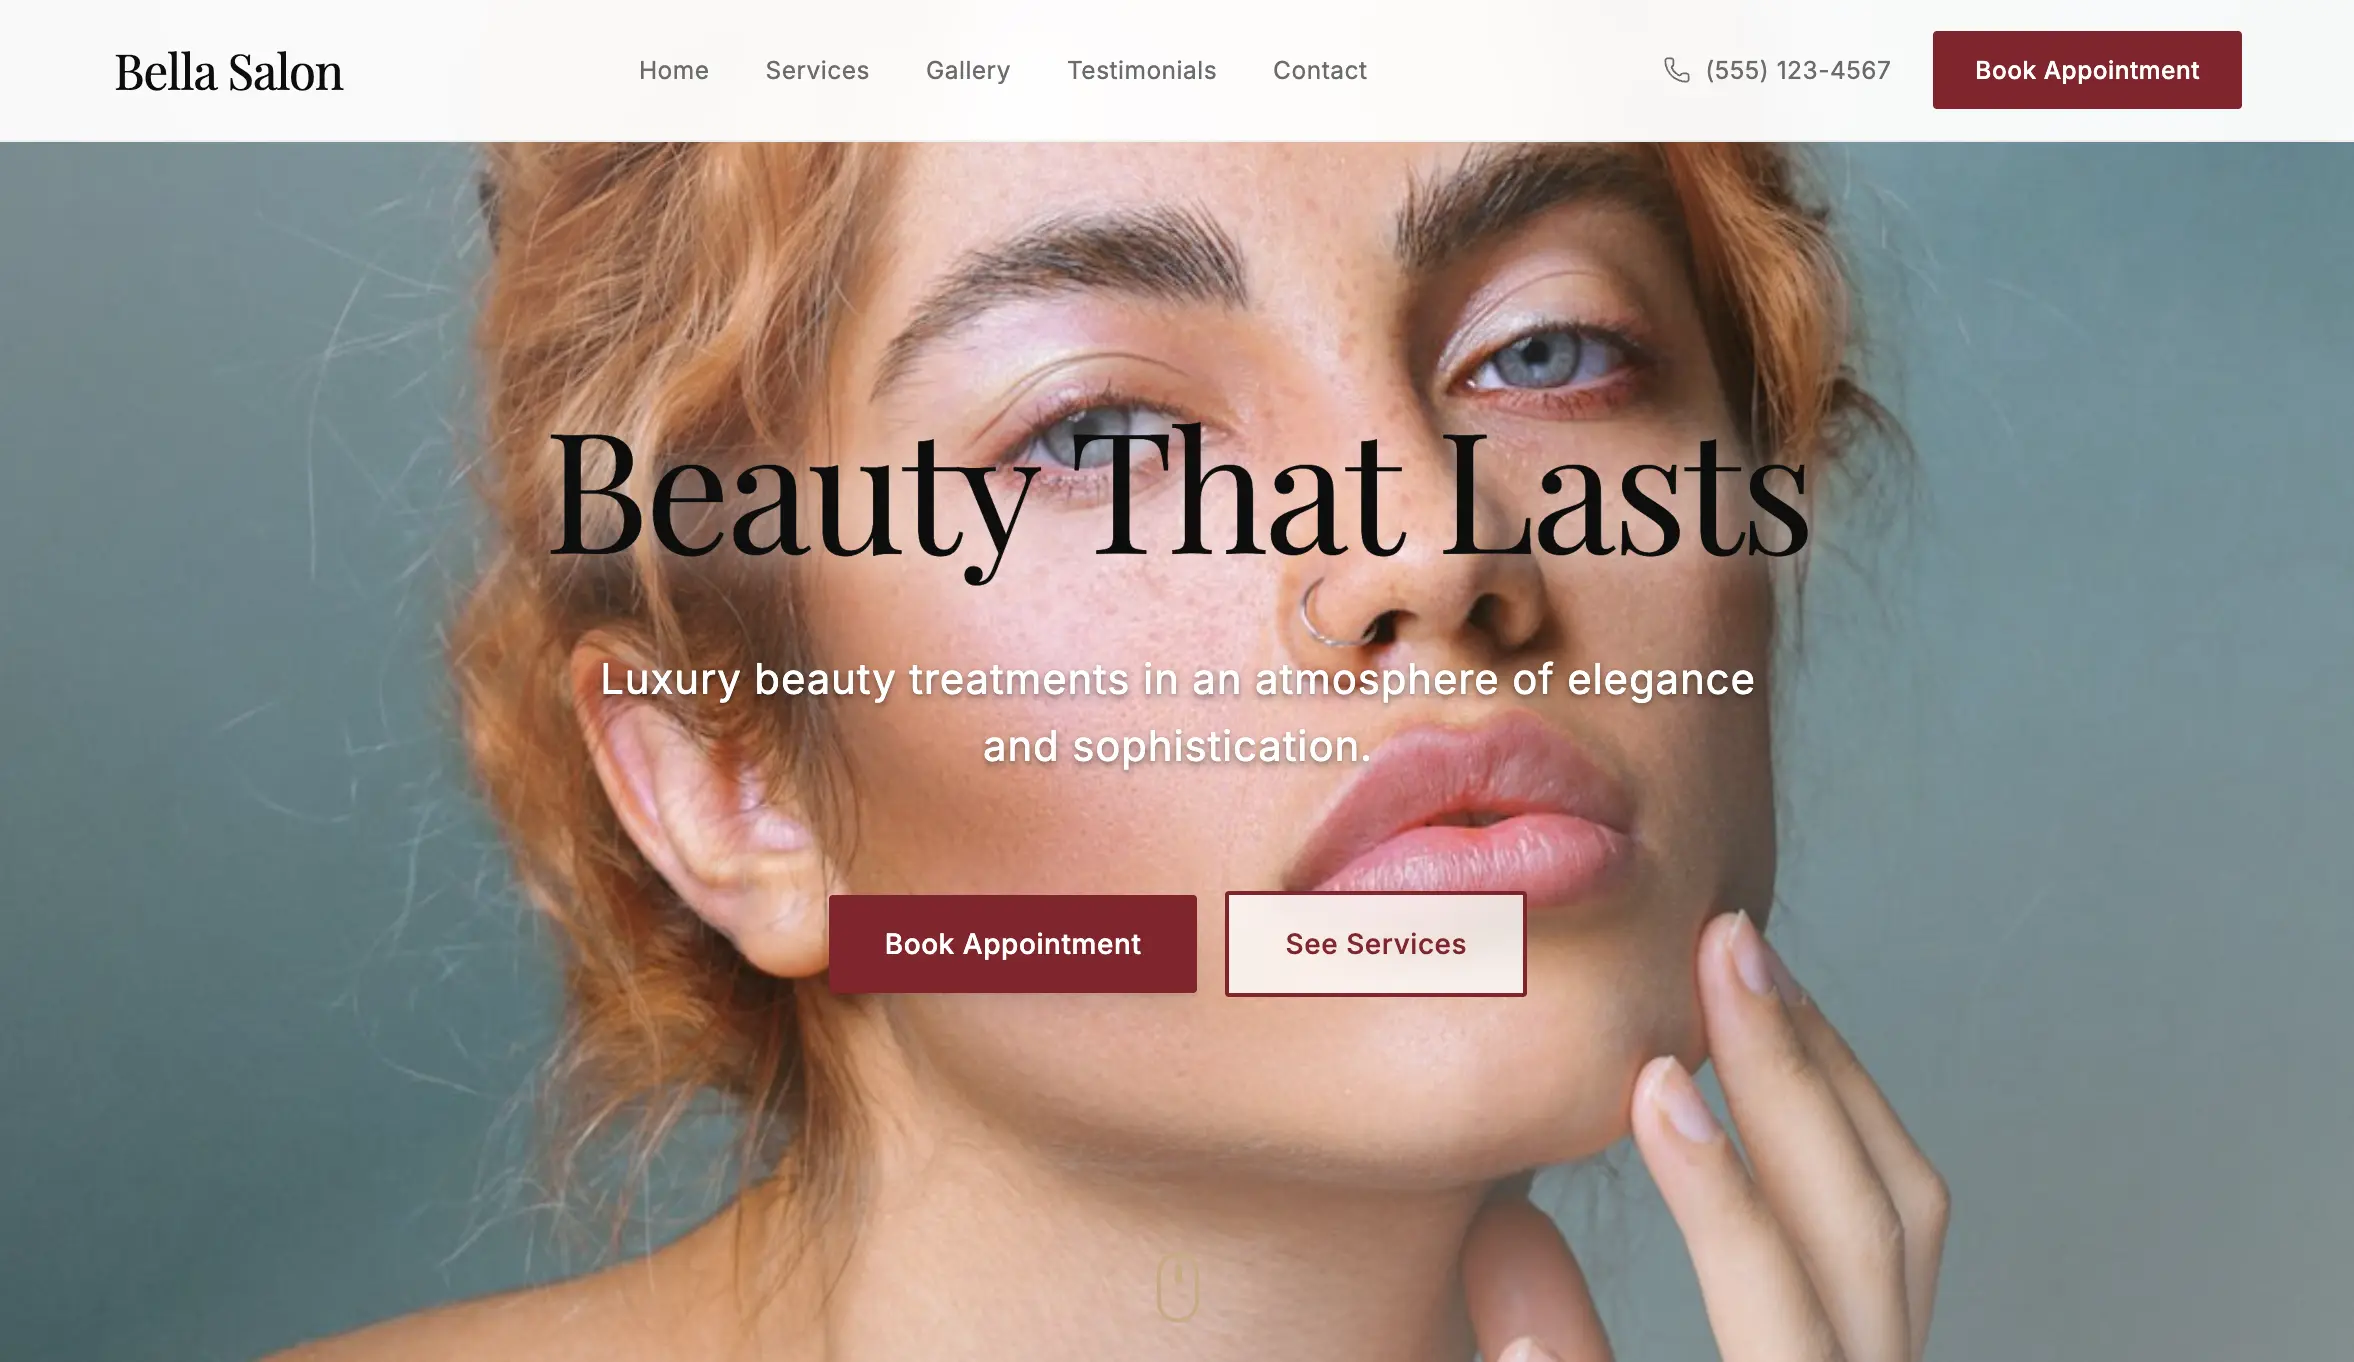 Bella Salon
Home
Services
Gallery
Testimonials
Contact
(555) 123-4567
Book Appointment
Beauty That Lasts
Luxury beauty treatments in an atmosphere of elegance
and sophistication.
Book Appointment
See Services